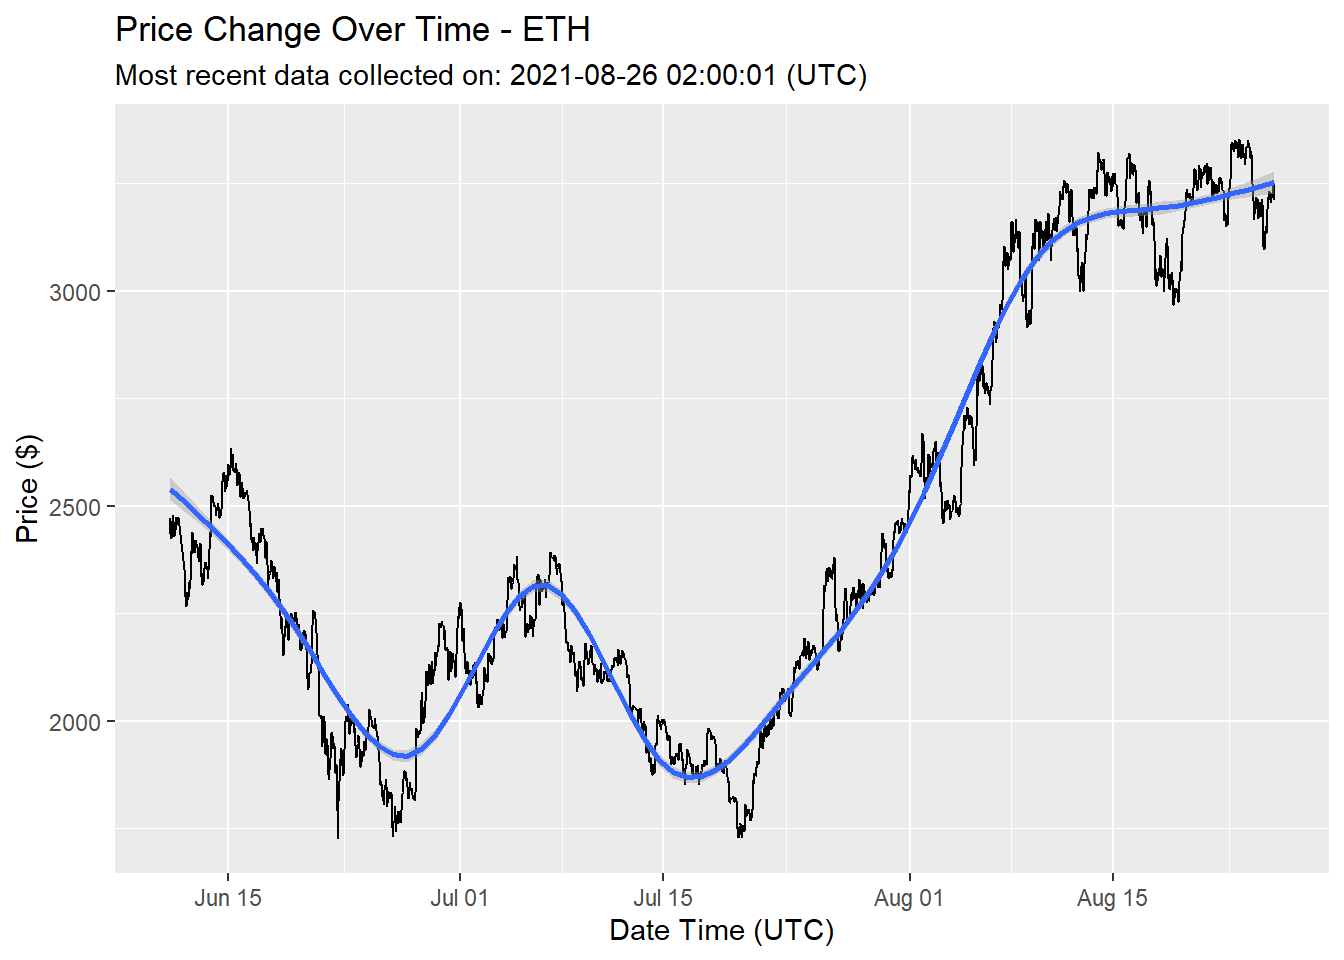 Price Change Over Time - ETH
Most recent data collected on: 2021-08-26 02:00:01 (UTC)
Price ($)
3000
2500
2000
Jun 15
Jul 01
Jul 15
Aug 01
Aug 15
Date Time (UTC)